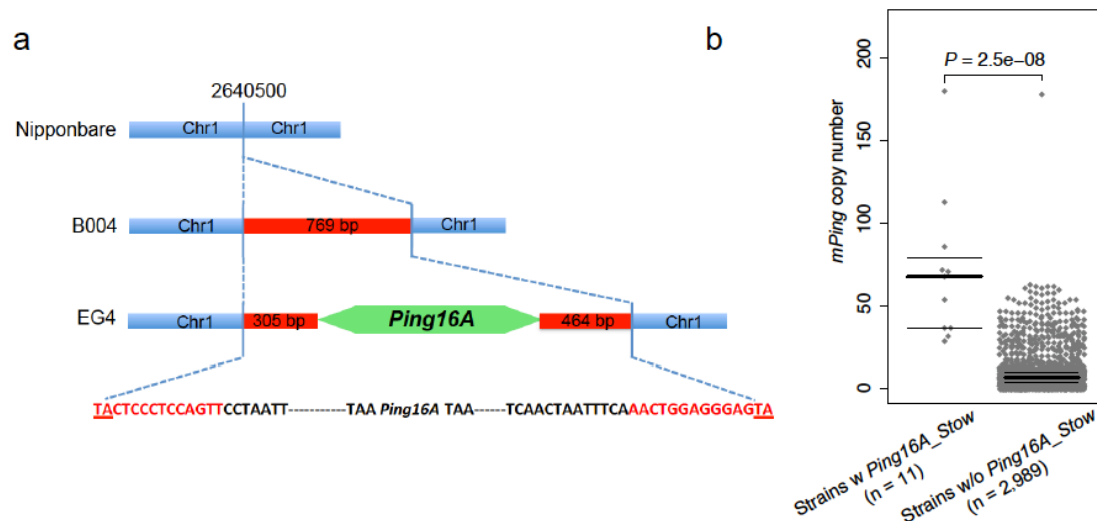 a
2640500
Nipponbare
Chr1 Chr1
B004
Chr1 769 bp Chr1
EG4
Chr1 305 bp Ping16A 464 bp Chr1
TACTCCCTCCAGTTCCTAATT-----------TAA Ping16A TAA-----TCAACTAATTTCAAACTGGAGGGAGTA
b
P = 2.5e−08
mPing copy number
200
150
100
50
0
Strains w Ping16A_Stow
(n = 11)
Strains w/o Ping16A_Stow
(n = 2,989)